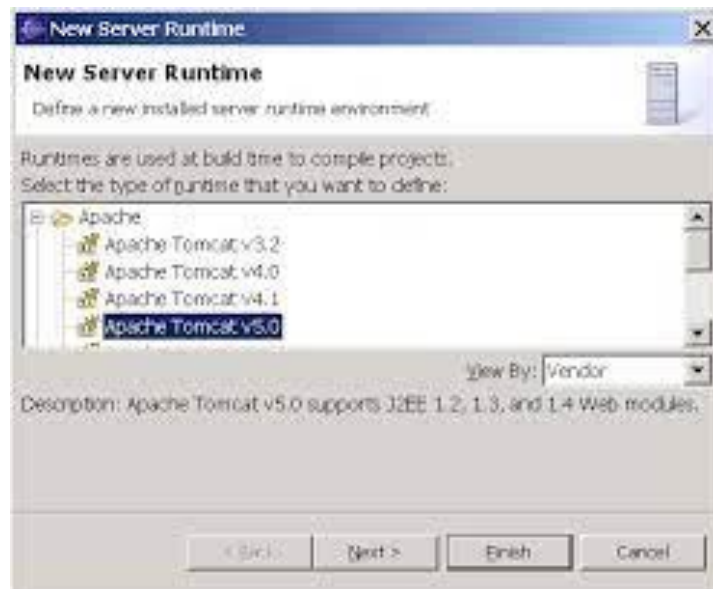 New Server Runtime
New Server Runtime
Define a new installed server runtime environment
Runtimes are used at build time to compile projects.
Select the type of runtime that you want to define:
Apache
Apache Tomcat v3.2
Apache Tomcat v4.0
Apache Tomcat v4.1
Apache Tomcat v5.0
View By: Vendor
Description: Apache Tomcat v5.0 supports J2EE 1.2, 1.3, and 1.4 Web modules.
< Back Next > Finish Cancel